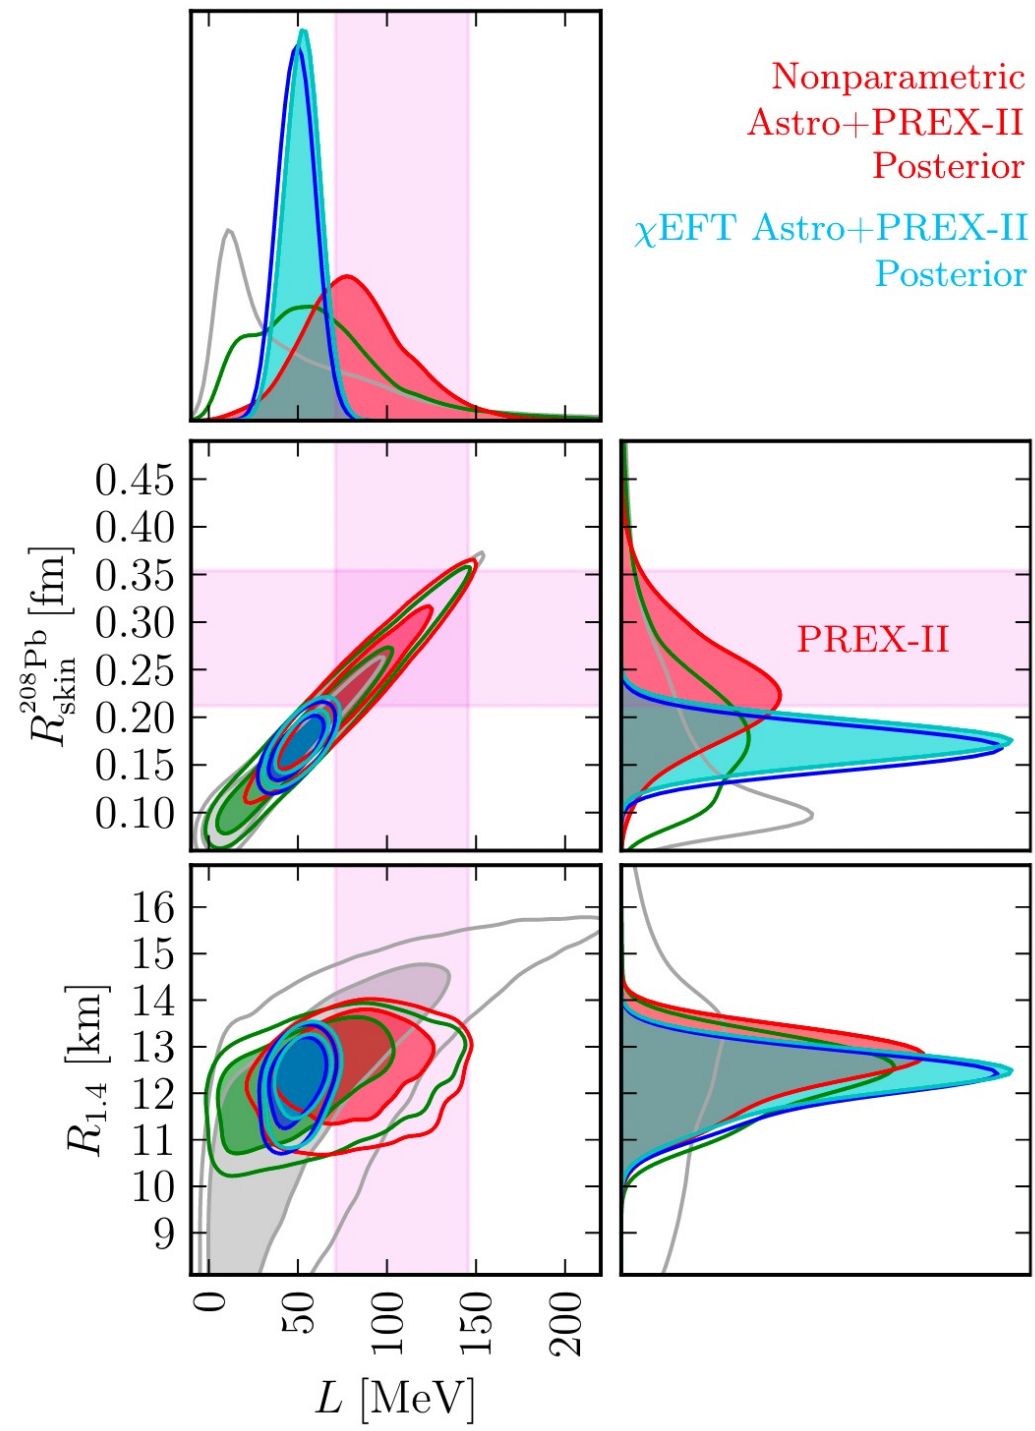 Nonparametric
Astro+PREX-II
Posterior
χEFT Astro+PREX-II
Posterior
0.45
0.40
0.35
0.30
0.25
0.20
0.15
0.10
R_skin^208Pb [fm]
PREX-II
16
15
14
13
12
11
10
9
R_1.4 [km]
0
50
100
150
200
L [MeV]